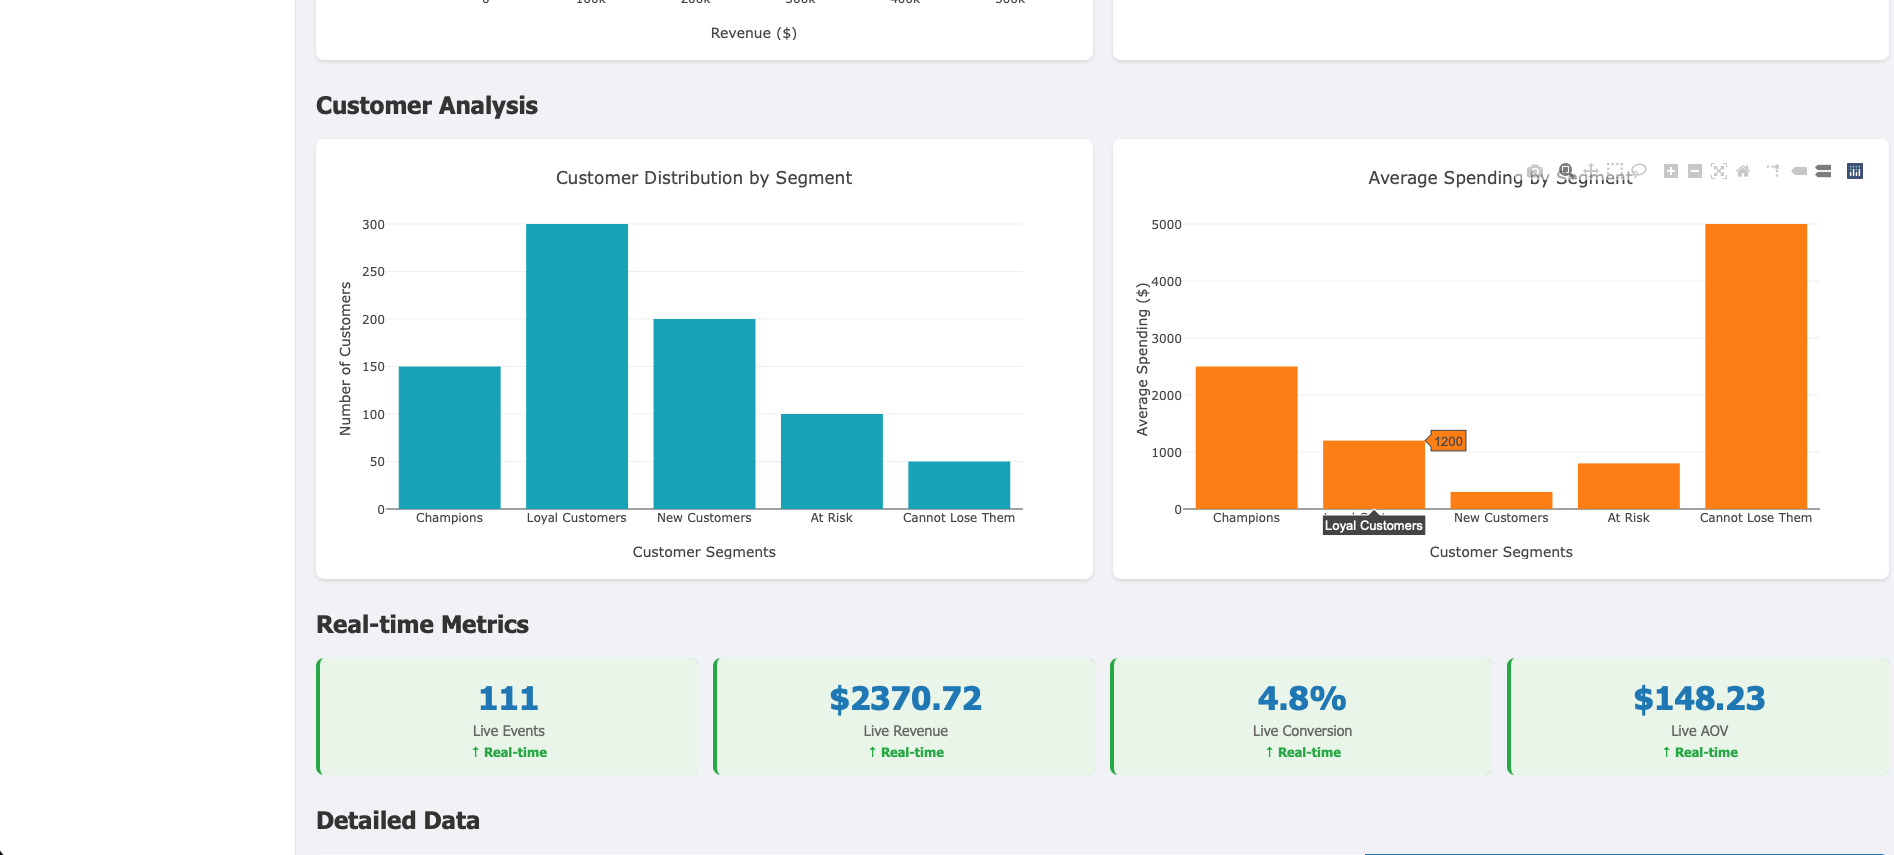 0 100k 200k 300k 400k 500k
Revenue ($)
Customer Analysis
Customer Distribution by Segment
300
250
200
150
100
50
0
Number of Customers
Champions Loyal Customers New Customers At Risk Cannot Lose Them
Customer Segments
Average Spending by Segment
5000
4000
3000
2000
1000
0
Average Spending ($)
1200
Champions Loyal Customers New Customers At Risk Cannot Lose Them
Customer Segments
Real-time Metrics
111
Live Events
↑ Real-time
$2370.72
Live Revenue
↑ Real-time
4.8%
Live Conversion
↑ Real-time
$148.23
Live AOV
↑ Real-time
Detailed Data